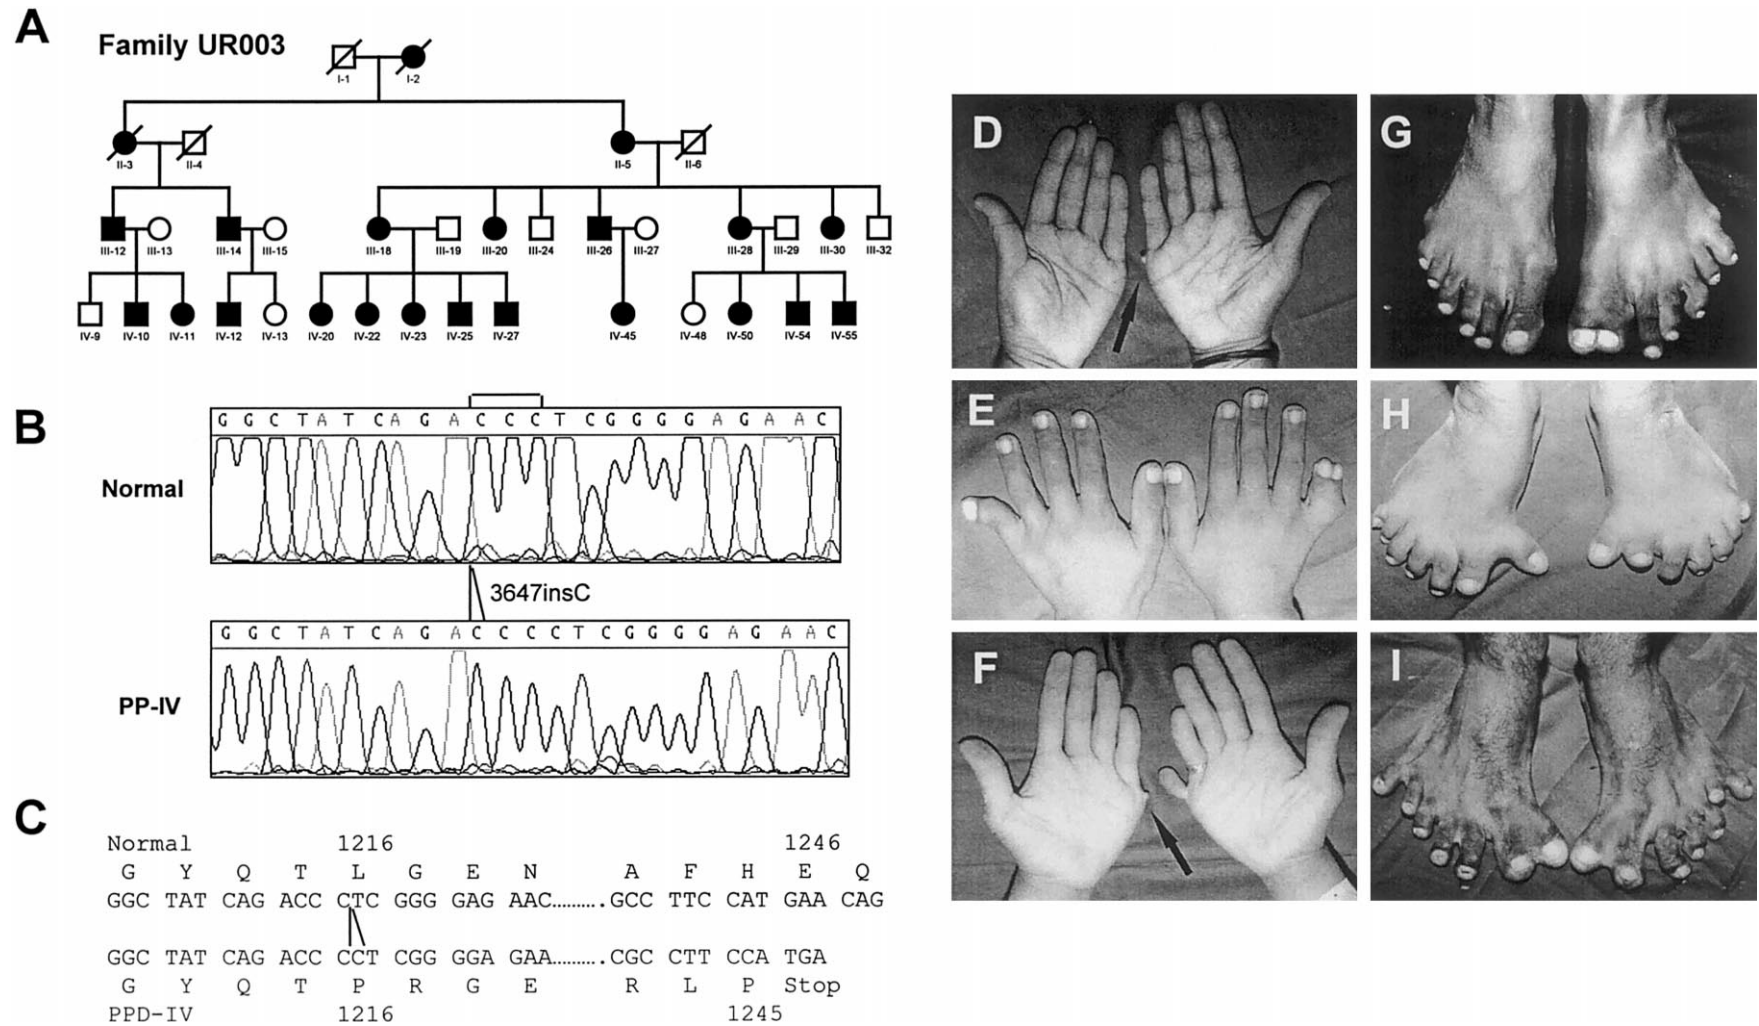 A
Family UR003
I-1 I-2
II-3 II-4 II-5 II-6
III-12 III-13 III-14 III-15 III-18 III-19 III-20 III-24 III-26 III-27 III-28 III-29 III-30 III-32
IV-9 IV-10 IV-11 IV-12 IV-13 IV-20 IV-22 IV-23 IV-25 IV-27 IV-45 IV-48 IV-50 IV-54 IV-55
B
G G C T A T C A G A C C C T C G G G G A G A A C
Normal
3647insC
G G C T A T C A G A C C C C T C G G G G A G A A C
PP-IV
C
Normal 1216 1246
G Y Q T L G E N A F H E Q
GGC TAT CAG ACC CTC GGG GAG AAC..........GCC TTC CAT GAA CAG
GGC TAT CAG ACC CCT CGG GGA GAA..........CGC CTT CCA TGA
G Y Q T P R G E R L P Stop
PPD-IV 1216 1245
D
G
E
H
F
I